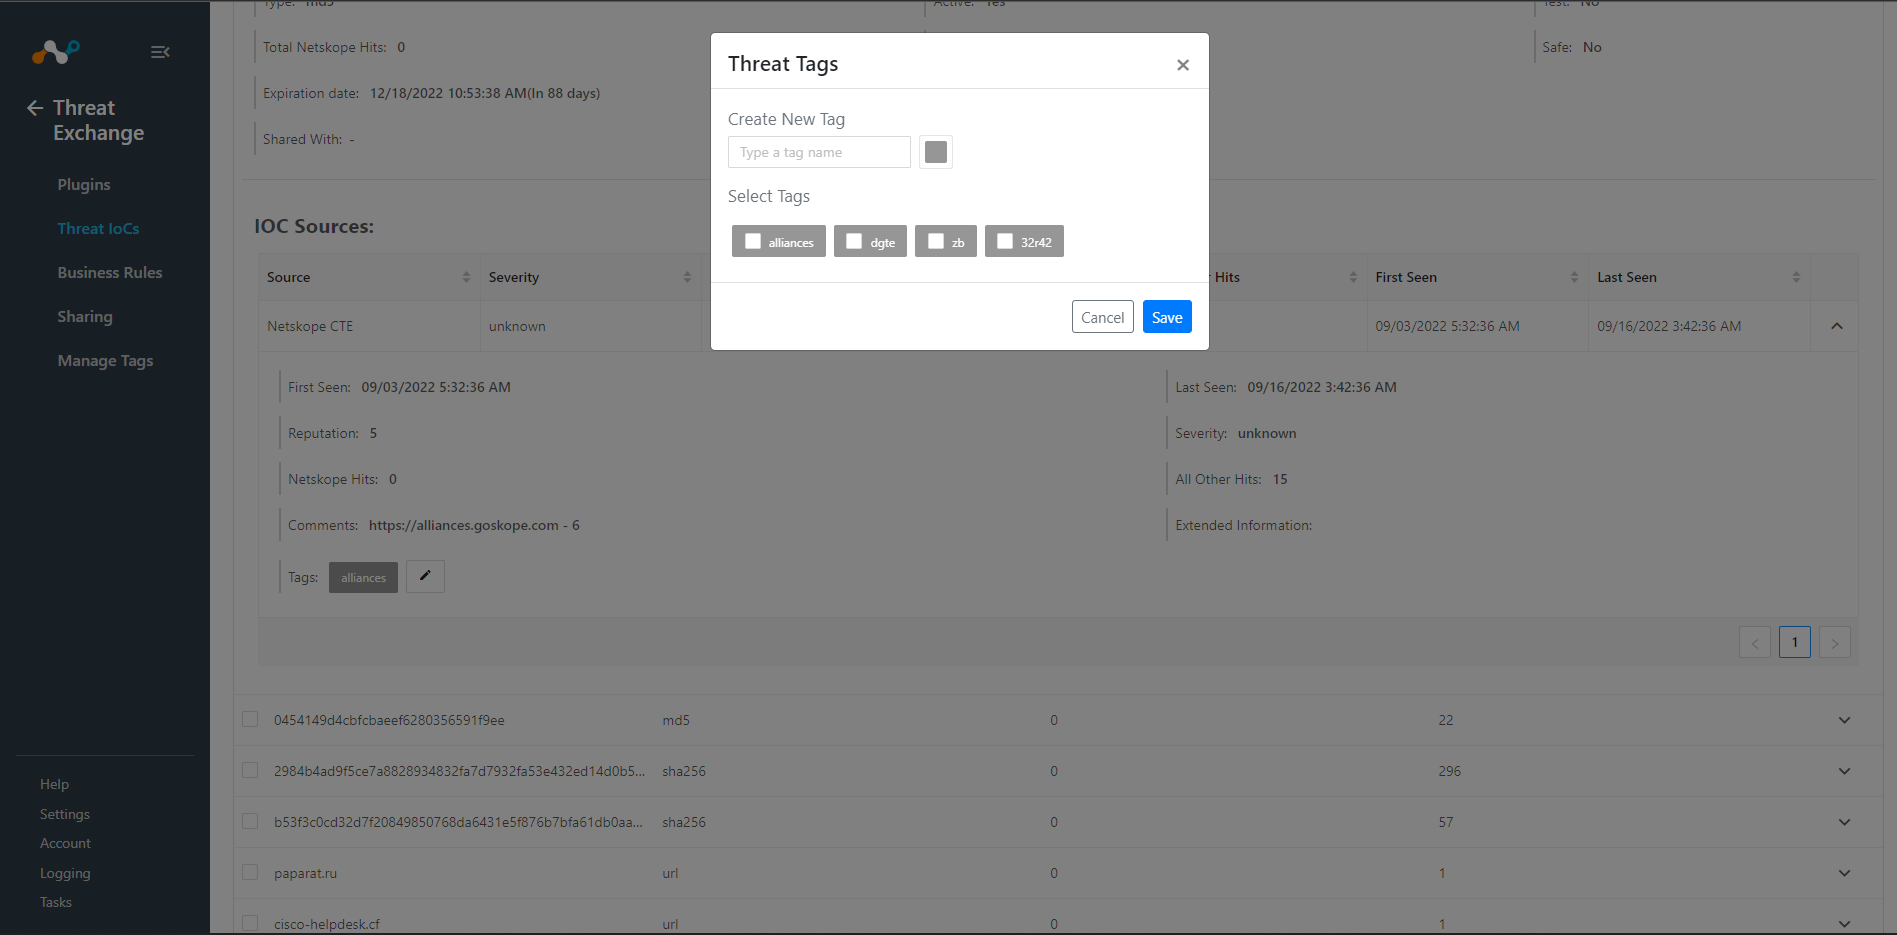 Threat
Exchange
Plugins
Threat IoCs
Business Rules
Sharing
Manage Tags
Help
Settings
Account
Logging
Tasks
Type: md5 Active: Yes Test: No
Total Netskope Hits: 0 Safe: No
Expiration date: 12/18/2022 10:53:38 AM(In 88 days)
Shared With: -
Threat Tags ×
Create New Tag
Type a tag name
Select Tags
alliances dgte zb 32r42
Cancel Save
IOC Sources:
Source Severity Hits First Seen Last Seen
Netskope CTE unknown 09/03/2022 5:32:36 AM 09/16/2022 3:42:36 AM
First Seen: 09/03/2022 5:32:36 AM Last Seen: 09/16/2022 3:42:36 AM
Reputation: 5 Severity: unknown
Netskope Hits: 0 All Other Hits: 15
Comments: https://alliances.goskope.com - 6 Extended Information:
Tags: alliances
< 1 >
0454149d4cbfcbaeef6280356591f9ee md5 0 22
2984b4ad9f5ce7a8828934832fa7d7932fa53e432ed14d0b5... sha256 0 296
b53f3c0cd32d7f20849850768da6431e5f876b7bfa61db0aa... sha256 0 57
paparat.ru url 0 1
cisco-helpdesk.cf url 0 1